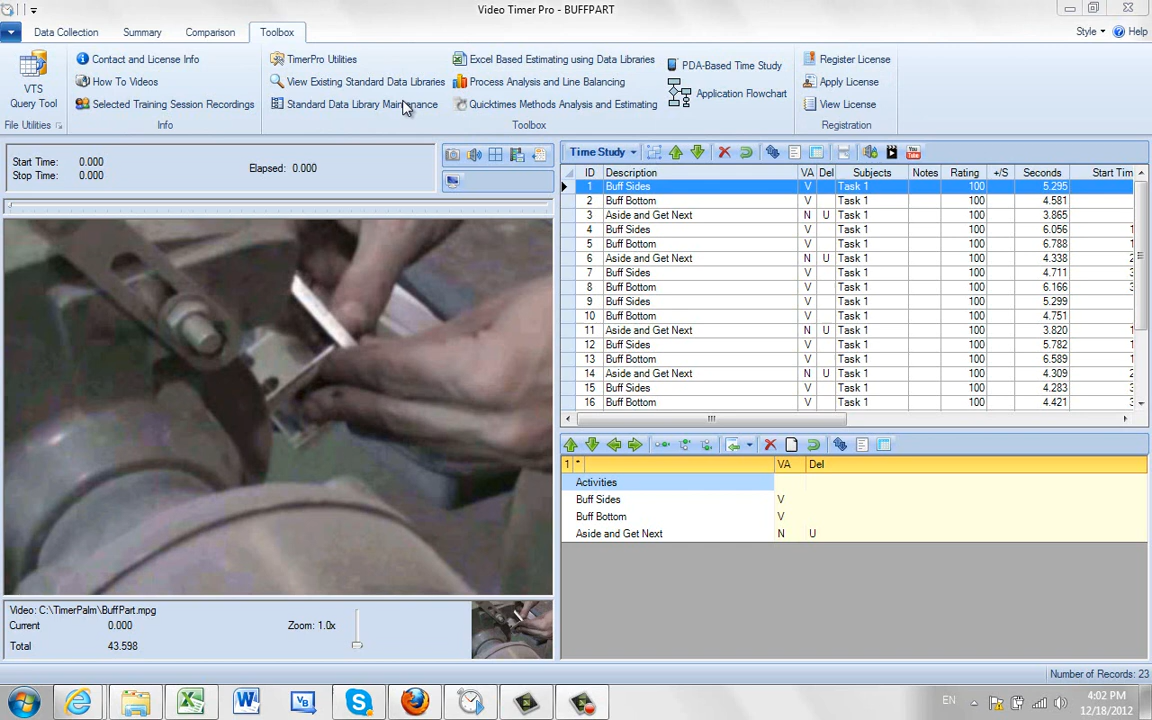 Video Timer Pro - BUFFPART
Data Collection Summary Comparison Toolbox Style Help
VTS Query Tool
File Utilities
Contact and License Info
How To Videos
Selected Training Session Recordings
Info
TimerPro Utilities
View Existing Standard Data Libraries
Standard Data Library Maintenance
Excel Based Estimating using Data Libraries
Process Analysis and Line Balancing
Quicktimes Methods Analysis and Estimating
PDA-Based Time Study
Application Flowchart
Toolbox
Register License
Apply License
View License
Registration
Start Time: 0.000
Stop Time: 0.000
Elapsed: 0.000
Time Study
ID Description VA Del Subjects Notes Rating +/S Seconds Start Tim
1 Buff Sides V Task 1 100 5.295
2 Buff Bottom V Task 1 100 4.581
3 Aside and Get Next N U Task 1 100 3.865
4 Buff Sides V Task 1 100 6.056 1
5 Buff Bottom V Task 1 100 6.788 1
6 Aside and Get Next N U Task 1 100 4.338 2
7 Buff Sides V Task 1 100 4.711 3
8 Buff Bottom V Task 1 100 6.166 3
9 Buff Sides V Task 1 100 5.299
10 Buff Bottom V Task 1 100 4.751
11 Aside and Get Next N U Task 1 100 3.820 1
12 Buff Sides V Task 1 100 5.782 1
13 Buff Bottom V Task 1 100 6.589 1
14 Aside and Get Next N U Task 1 100 4.309 2
15 Buff Sides V Task 1 100 4.283 3
16 Buff Bottom V Task 1 100 4.421 3
1 * VA Del
Activities
Buff Sides V
Buff Bottom V
Aside and Get Next N U
Video: C:\TimerPalm\BuffPart.mpg
Current 0.000 Zoom: 1.0x
Total 43.598
Number of Records: 23
EN 4:02 PM
12/18/2012